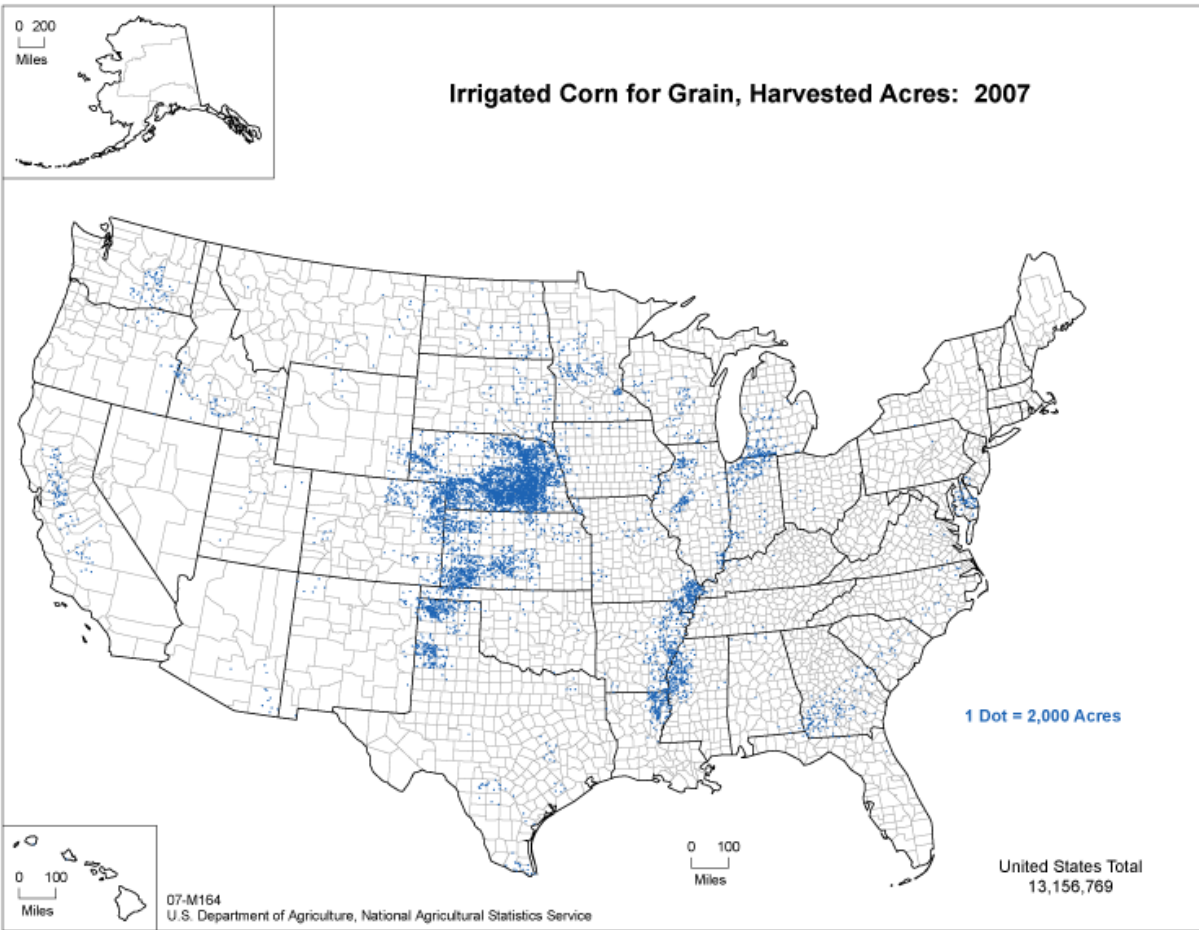 0 200
Miles
Irrigated Corn for Grain, Harvested Acres: 2007
1 Dot = 2,000 Acres
0 100
Miles
0 100
Miles
United States Total
13,156,769
07-M164
U.S. Department of Agriculture, National Agricultural Statistics Service